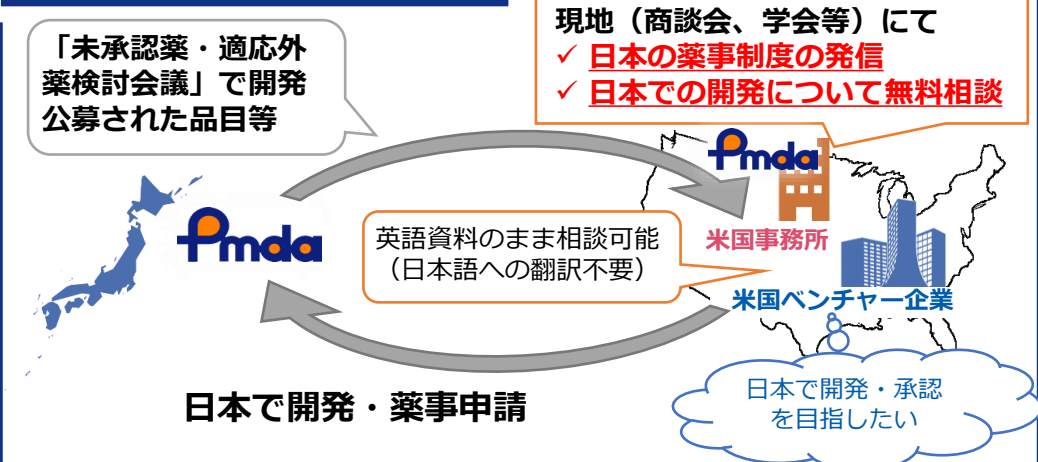 「未承認薬・適応外
薬検討会議」で開発
公募された品目等
現地（商談会、学会等）にて
✓ 日本の薬事制度の発信
✓ 日本での開発について無料相談
Pmda
Pmda
英語資料のまま相談可能
（日本語への翻訳不要）
米国事務所
米国ベンチャー企業
日本で開発・薬事申請
日本で開発・承認
を目指したい